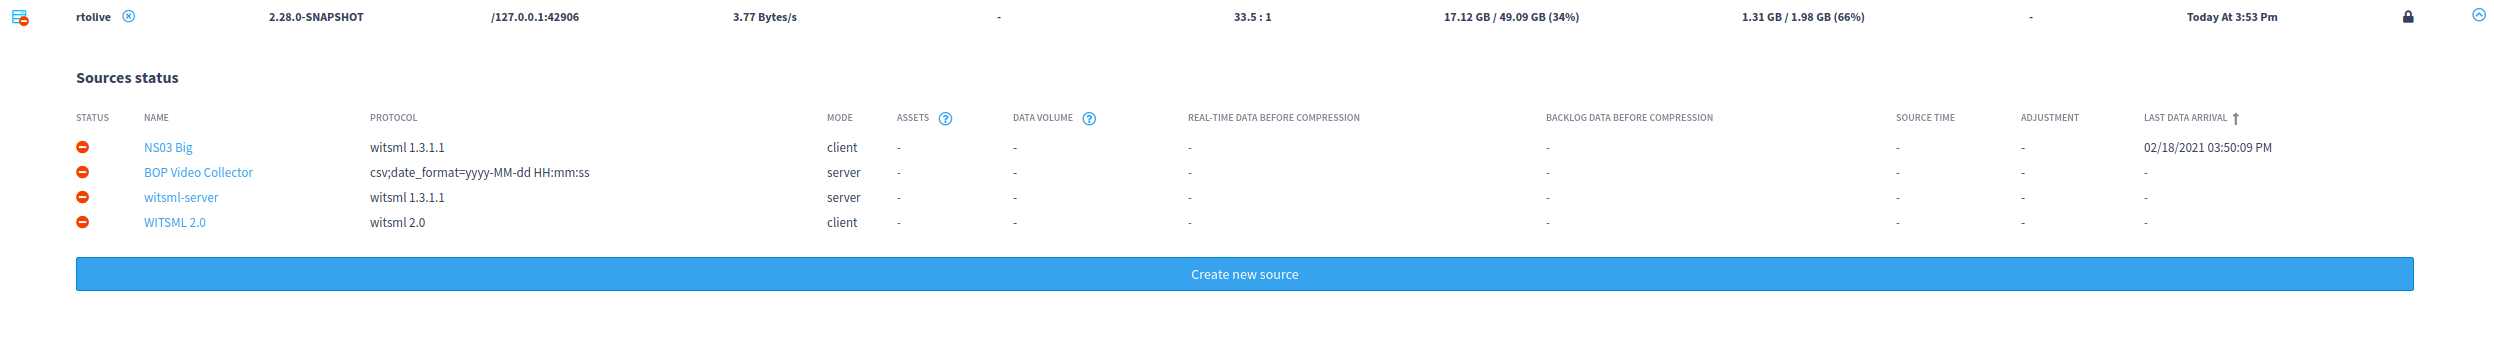 rtolive 2.28.0-SNAPSHOT /127.0.0.1:42906 3.77 Bytes/s - 33.5 : 1 17.12 GB / 49.09 GB (34%) 1.31 GB / 1.98 GB (66%) - Today At 3:53 Pm
Sources status
STATUS NAME PROTOCOL MODE ASSETS ? DATA VOLUME ? REAL-TIME DATA BEFORE COMPRESSION BACKLOG DATA BEFORE COMPRESSION SOURCE TIME ADJUSTMENT LAST DATA ARRIVAL
NS03 Big witsml 1.3.1.1 client - - - - - - 02/18/2021 03:50:09 PM
BOP Video Collector csv;date_format=yyyy-MM-dd HH:mm:ss server - - - - - - -
witsml-server witsml 1.3.1.1 server - - - - - - -
WITSML 2.0 witsml 2.0 client - - - - - - -
Create new source